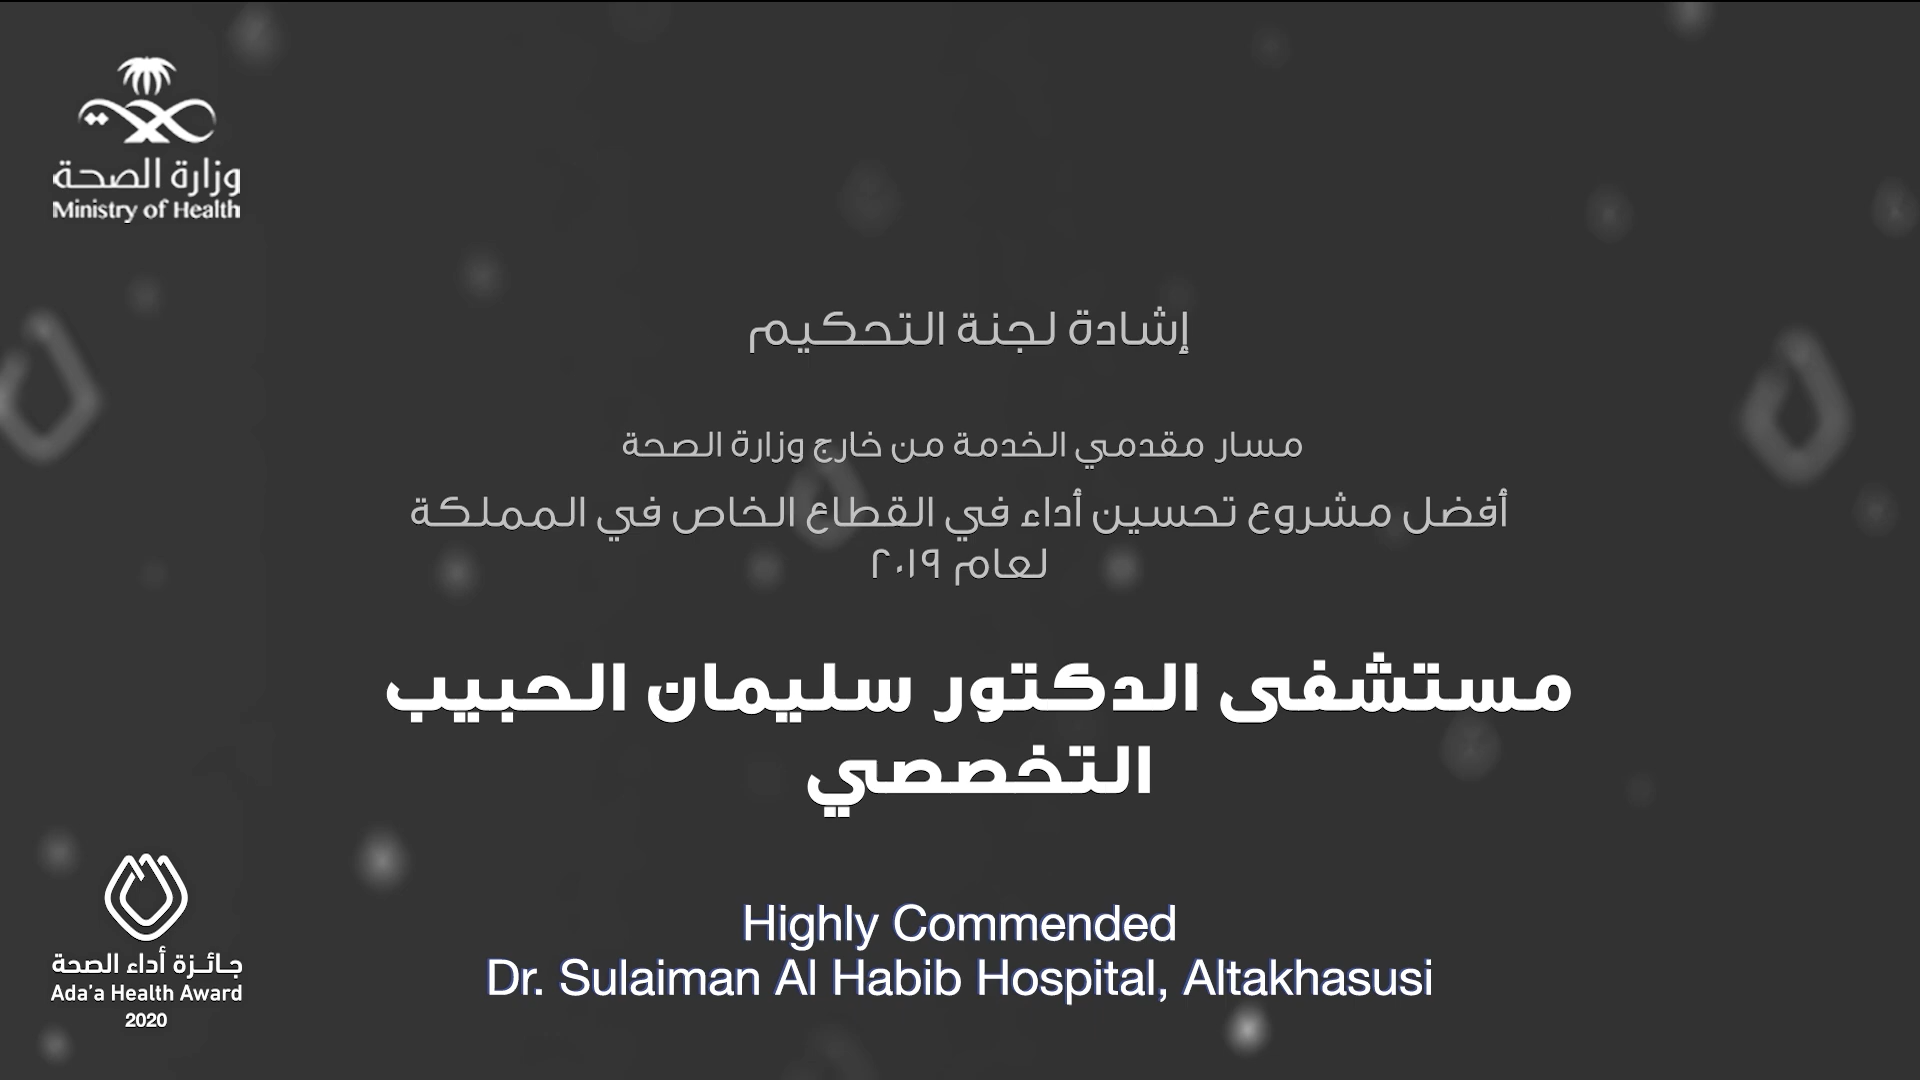 وزارة الصحة
Ministry of Health
إشادة لجنة التحكيم
مسار مقدمي الخدمة من خارج وزارة الصحة
أفضل مشروع تحسين أداء في القطاع الخاص في المملكة
لعام ٢٠١٩
مستشفى الدكتور سليمان الحبيب
التخصصي
Highly Commended
Dr. Sulaiman Al Habib Hospital, Altakhasusi
جائزة أداء الصحة
Ada'a Health Award
2020